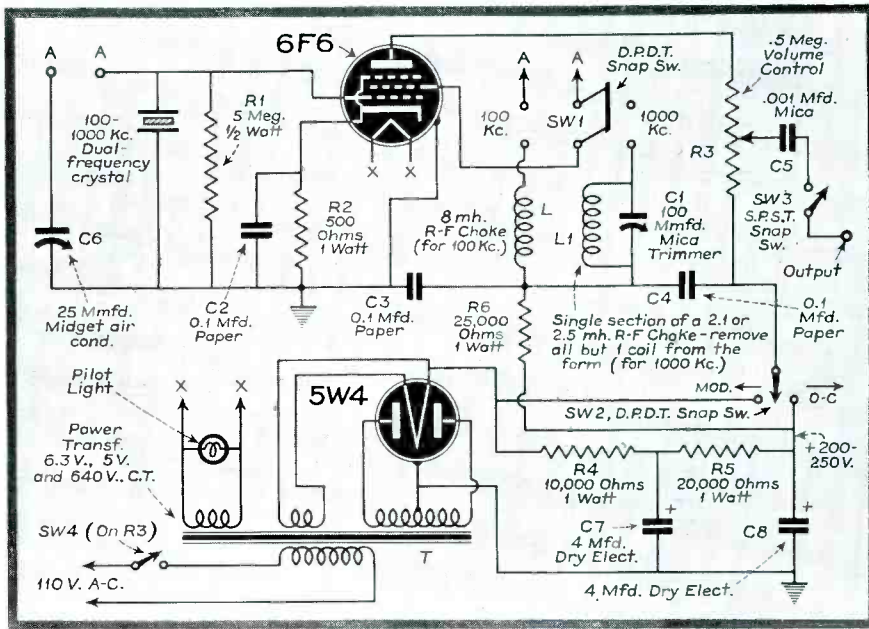 6F6
A
A
100-
1000 Kc.
Dual-
frequency
crystal
R1
5 Meg.
1/2 Watt
A
A
D.P.D.T.
Snap Sw.
100
Kc.
SW1
1000
Kc.
.5 Meg.
Volume
Control
.001 Mfd.
Mica
R3
C5
SW3
S.P.S.T.
Snap
Sw.
Output
C6
X
X
R2
500
Ohms
1 Watt
8 mh.
R-F Choke
(for 100 Kc.)
L
L1
C1
100
Mmfd.
Mica
Trimmer
25 Mmfd.
Midget air
cond.
C2
0.1 Mfd.
Paper
C3
0.1 Mfd.
Paper
R6
25,000
Ohms
1 Watt
C4
0.1
Mfd.
Paper
Single section of a 2.1 or
2.5 mh. R-F Choke-remove
all but 1 coil from the
form (for 1000 Kc.)
Pilot
Light
X
X
5W4
MOD.
O-C
SW2, D.P.D.T. Snap Sw.
Power
Transf.
6.3 V., 5 V.
and 640 V., C.T.
+200-
250 V.
R4
10,000 Ohms
1 Watt
R5
20,000 Ohms
1 Watt
SW4 (On R3)
T
C7
4 Mfd.
Dry Elect.
+
+
C8
110 V. A-C.
4 Mfd. Dry Elect.